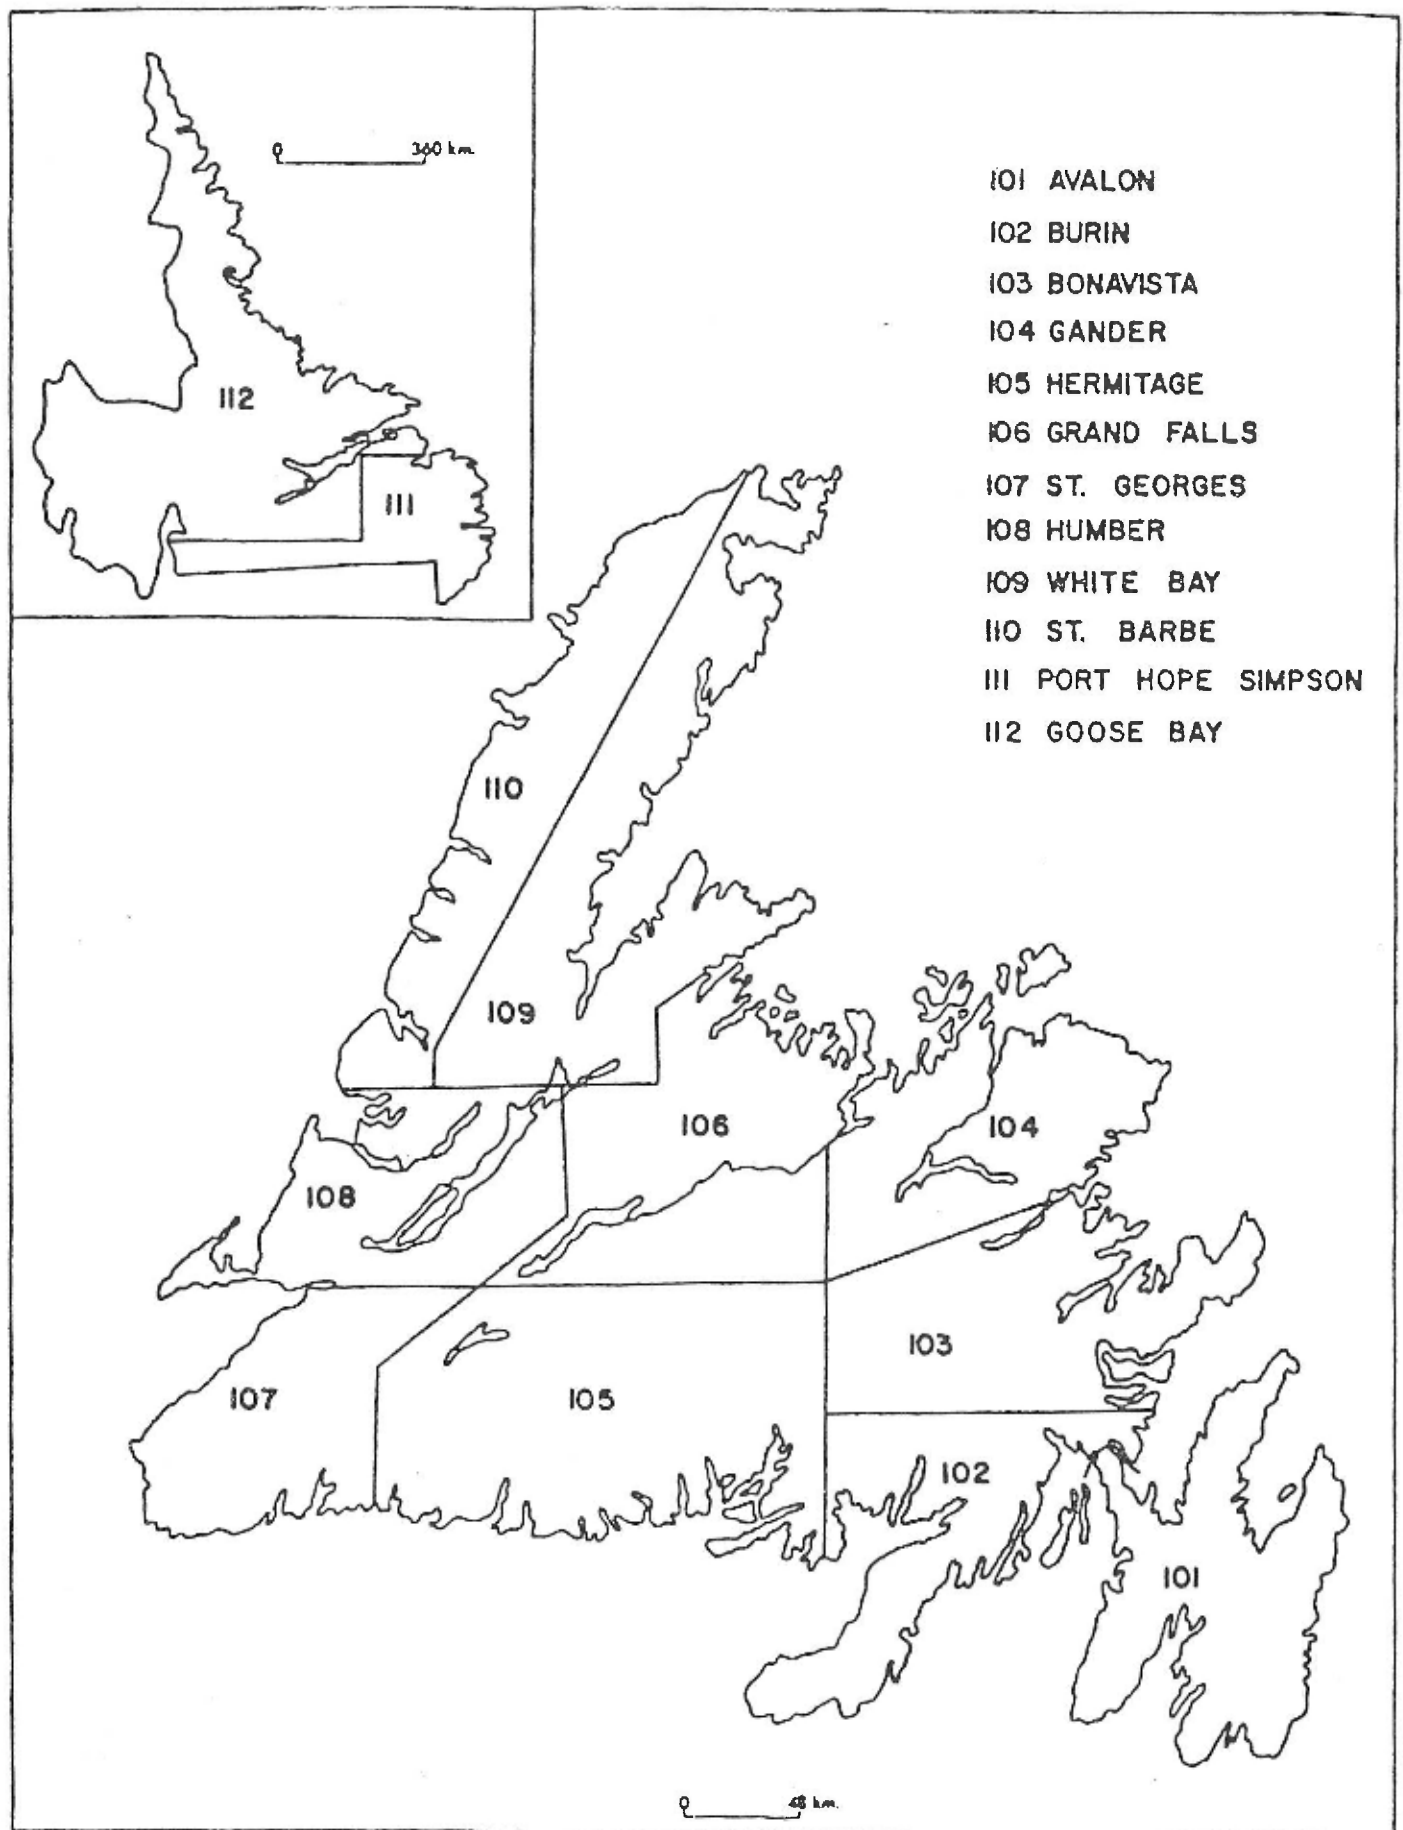 0 360 km.
112
111
101 AVALON
102 BURIN
103 BONAVISTA
104 GANDER
105 HERMITAGE
106 GRAND FALLS
107 ST. GEORGES
108 HUMBER
109 WHITE BAY
110 ST. BARBE
111 PORT HOPE SIMPSON
112 GOOSE BAY
110
109
106
104
108
103
107
105
102
101
0 48 km.